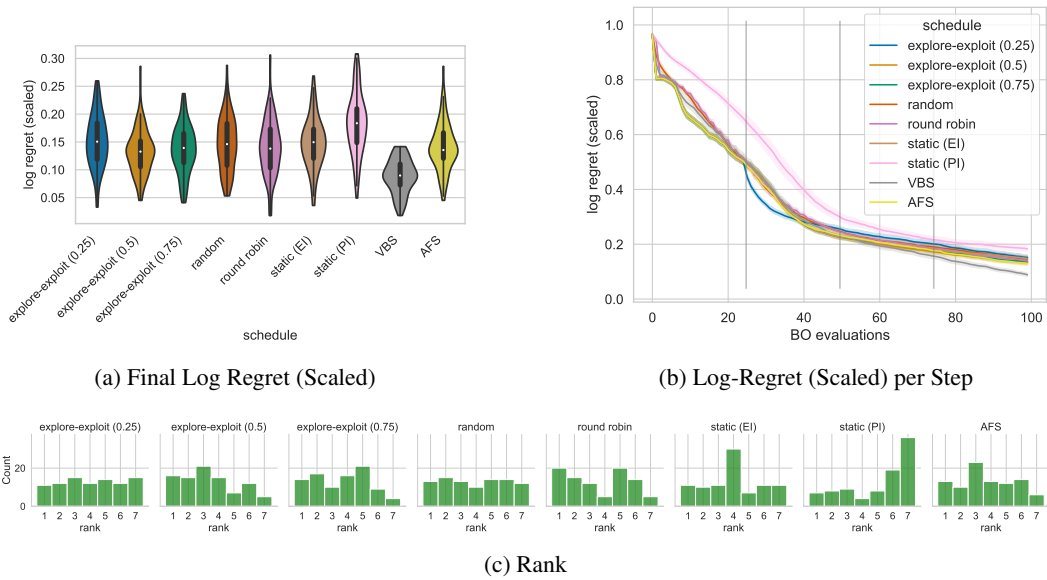 0.30
0.25
0.20
0.15
0.10
0.05
log regret (scaled)
explore-exploit (0.25)
explore-exploit (0.5)
explore-exploit (0.75)
random
round robin
static (EI)
static (PI)
VBS
AFS
schedule
(a) Final Log Regret (Scaled)
1.0
0.8
0.6
0.4
0.2
0.0
log regret (scaled)
0 20 40 60 80 100
BO evaluations
schedule
explore-exploit (0.25)
explore-exploit (0.5)
explore-exploit (0.75)
random
round robin
static (EI)
static (PI)
VBS
AFS
(b) Log-Regret (Scaled) per Step
explore-exploit (0.25) explore-exploit (0.5) explore-exploit (0.75) random round robin static (EI) static (PI) AFS
Count
20
0
1 2 3 4 5 6 7 1 2 3 4 5 6 7 1 2 3 4 5 6 7 1 2 3 4 5 6 7 1 2 3 4 5 6 7 1 2 3 4 5 6 7 1 2 3 4 5 6 7 1 2 3 4 5 6 7
rank rank rank rank rank rank rank rank
(c) Rank